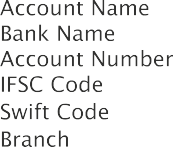 Account Name
Bank Name
Account Number
IFSC Code
Swift Code
Branch